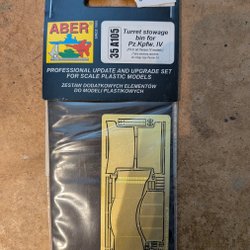 ABER
35 A105
Turret stowage
bin for
Pz.Kpfw. IV
PROFESSIONAL UPDATE AND UPGRADE SET
FOR SCALE PLASTIC MODELS
ZESTAW DODATKOWYCH ELEMENTÓW
DO MODELI PLASTIKOWYCH